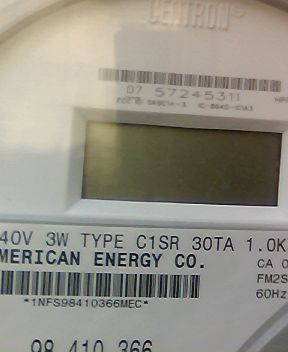 CENTRON®
07 57245311
40V 3W TYPE C1SR 30TA 1.0K
MERICAN ENERGY CO.
CA 0
FM2S
60Hz
*1NFS98410366MEC*
98 410 366